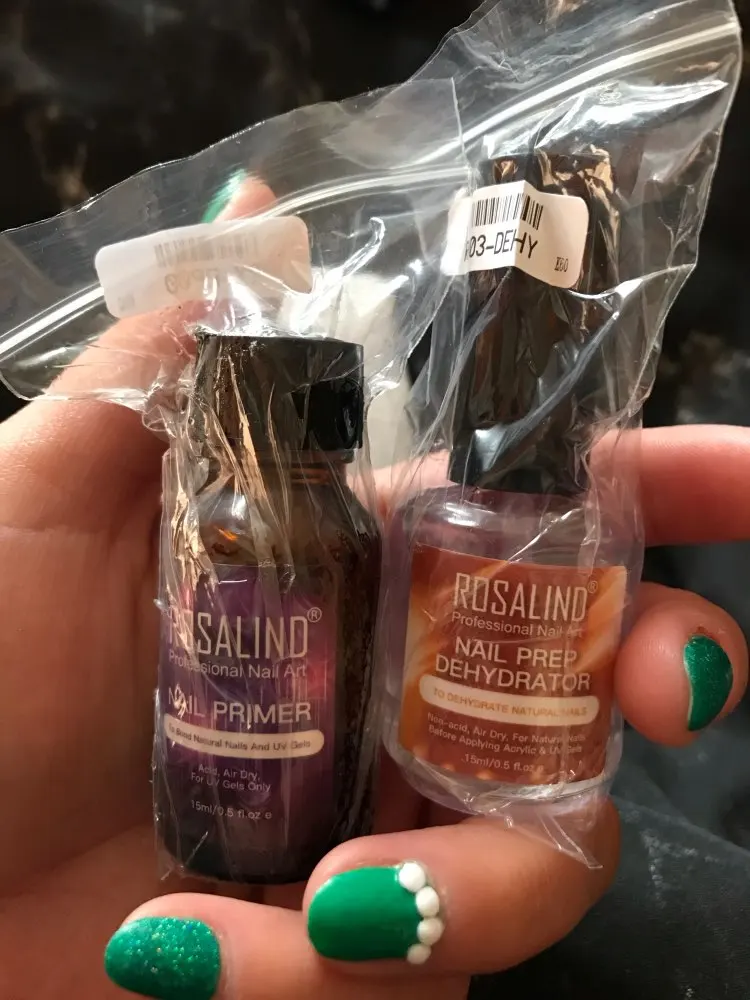 03-DEHY
X60
ROSALIND®
Professional Nail Art
NAIL PRIMER
To Bond Natural Nails And UV Gels
Acid, Air Dry,
For UV Gels Only
15ml/0.5 fl.oz e
ROSALIND®
Professional Nail Art
NAIL PREP
DEHYDRATOR
TO DEHYDRATE NATURAL NAILS
Non-acid, Air Dry, For Natural Nails
Before Applying Acrylic & UV Gels
15ml/0.5 fl.oz e